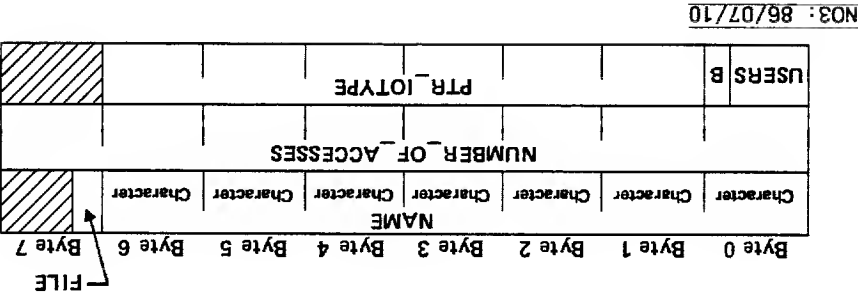 FILE
Byte 0 Byte 1 Byte 2 Byte 3 Byte 4 Byte 5 Byte 6 Byte 7
NAME
Character Character Character Character Character Character Character
NUMBER_OF_ACCESSES
USERS B PTR_IOTYPE
NO3: 86/07/10